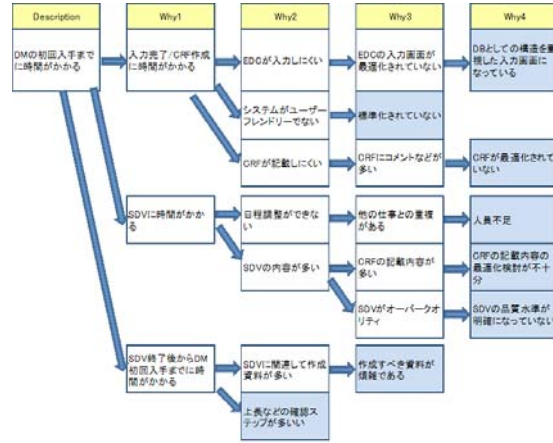 Description
Why1
Why2
Why3
Why4
DMの初回入手まで
に時間がかかる
入力完了/CRF作成
に時間がかかる
EDCが入力しにくい
EDCの入力画面が
最適化されていない
DBとしての構造を重
視した入力画面に
なっている
システムがユーザー
フレンドリーでない
標準化されていない
CRFが記載しにくい
CRFにコメントなどが
多い
CRFが最適化されて
いない
SDVに時間がかか
る
日程調整ができな
い
他の仕事との重複
がある
人員不足
SDVの内容が多い
CRFの記載内容が
多い
CRFの記載内容の
最適化検討が不十
分
SDVがオーバークオ
リティ
SDVの品質水準が
明確になっていない
SDV終了後からDM
初回入手までに時
間がかかる
SDVに関連して作成
資料が多い
作成すべき資料が
煩雑である
上長などの確認ス
テップが多いい